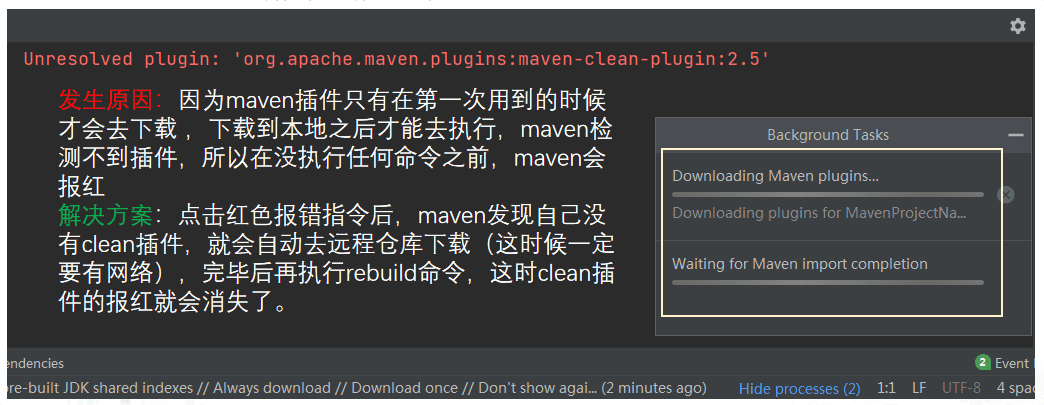 Unresolved plugin: 'org.apache.maven.plugins:maven-clean-plugin:2.5'
发生原因：因为maven插件只有在第一次用到的时候
才会去下载 ，下载到本地之后才能去执行，maven检
测不到插件，所以在没执行任何命令之前，maven会
报红
解决方案：点击红色报错指令后，maven发现自己没
有clean插件，就会自动去远程仓库下载（这时候一定
要有网络），完毕后再执行rebuild命令，这时clean插
件的报红就会消失了。
Background Tasks
Downloading Maven plugins...
Downloading plugins for MavenProjectNa...
Waiting for Maven import completion
endencies
2 Event
ore-built JDK shared indexes // Always download // Download once // Don't show agai... (2 minutes ago)
Hide processes (2)
1:1
LF
UTF-8
4 spac